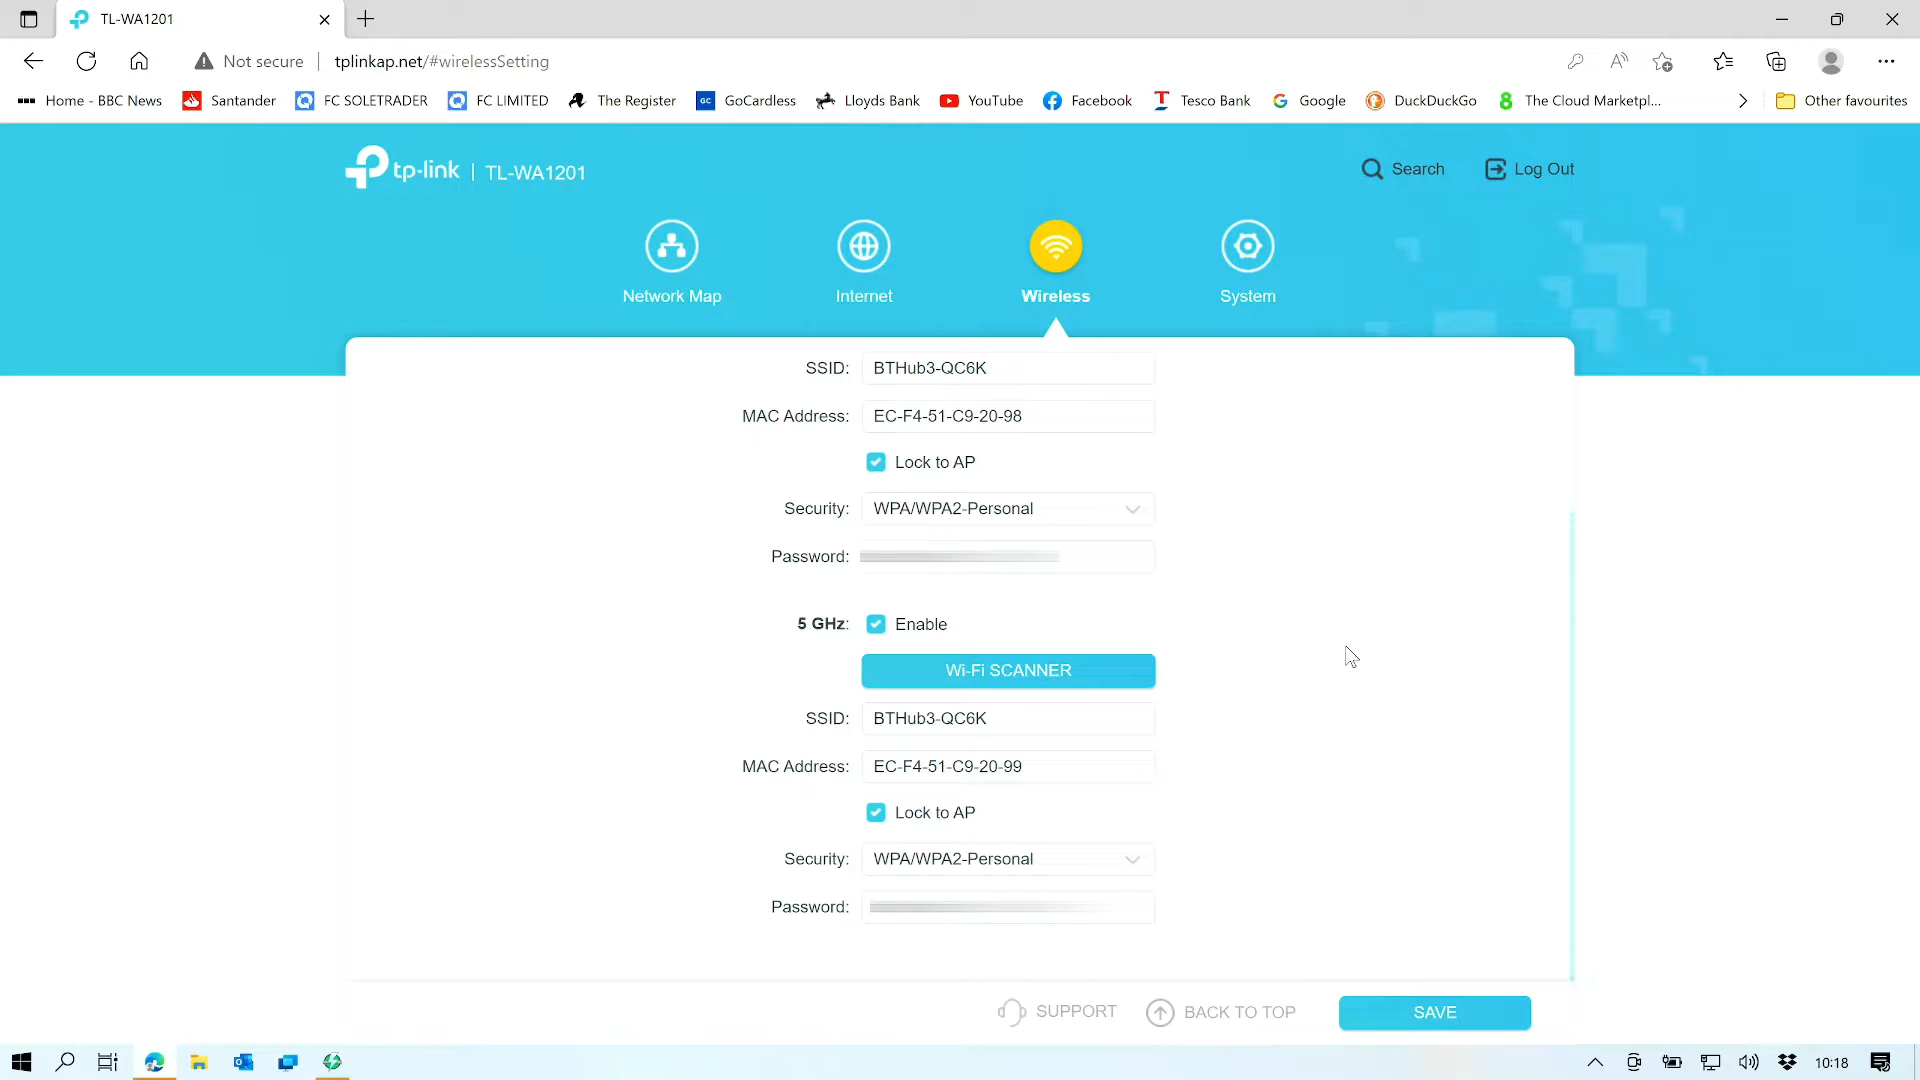 TL-WA1201
Not secure
tplinkap.net/#wirelessSetting
Home - BBC News
Santander
FC SOLETRADER
FC LIMITED
The Register
GoCardless
Lloyds Bank
YouTube
Facebook
Tesco Bank
Google
DuckDuckGo
The Cloud Marketpl...
Other favourites
tp-link | TL-WA1201
Search
Log Out
Network Map
Internet
Wireless
System
SSID: BTHub3-QC6K
MAC Address: EC-F4-51-C9-20-98
Lock to AP
Security: WPA/WPA2-Personal
Password:
5 GHz: Enable
Wi-Fi SCANNER
SSID: BTHub3-QC6K
MAC Address: EC-F4-51-C9-20-99
Lock to AP
Security: WPA/WPA2-Personal
Password:
SUPPORT
BACK TO TOP
SAVE
10:18